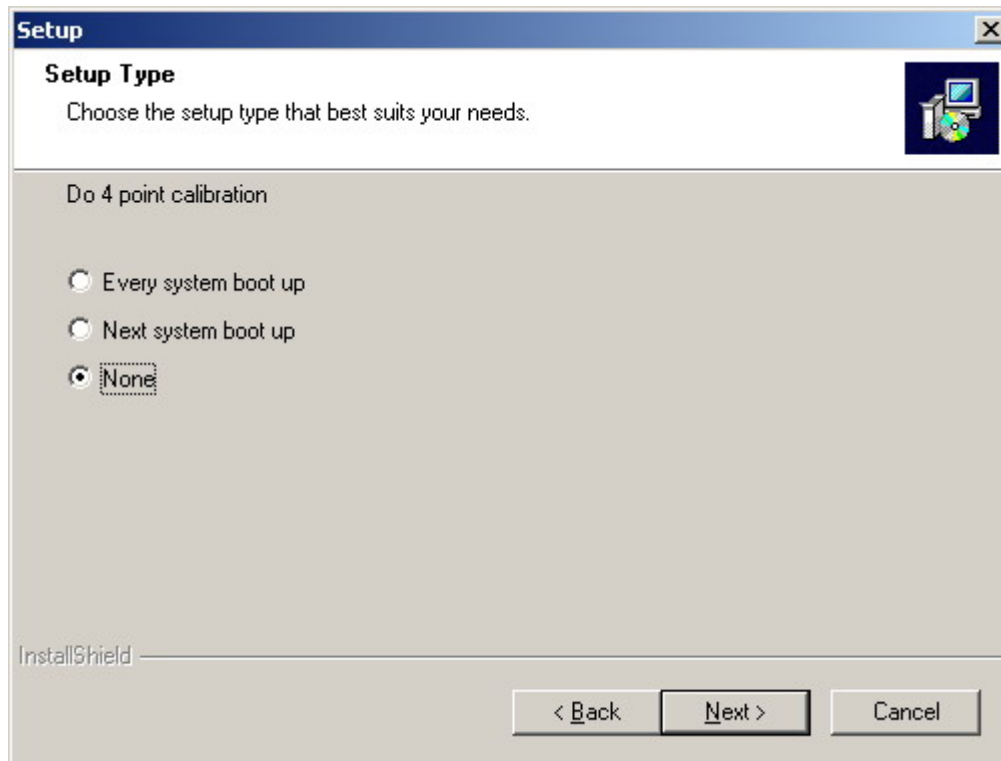 Setup
Setup Type
Choose the setup type that best suits your needs.
Do 4 point calibration
Every system boot up
Next system boot up
None
InstallShield
< Back
Next >
Cancel